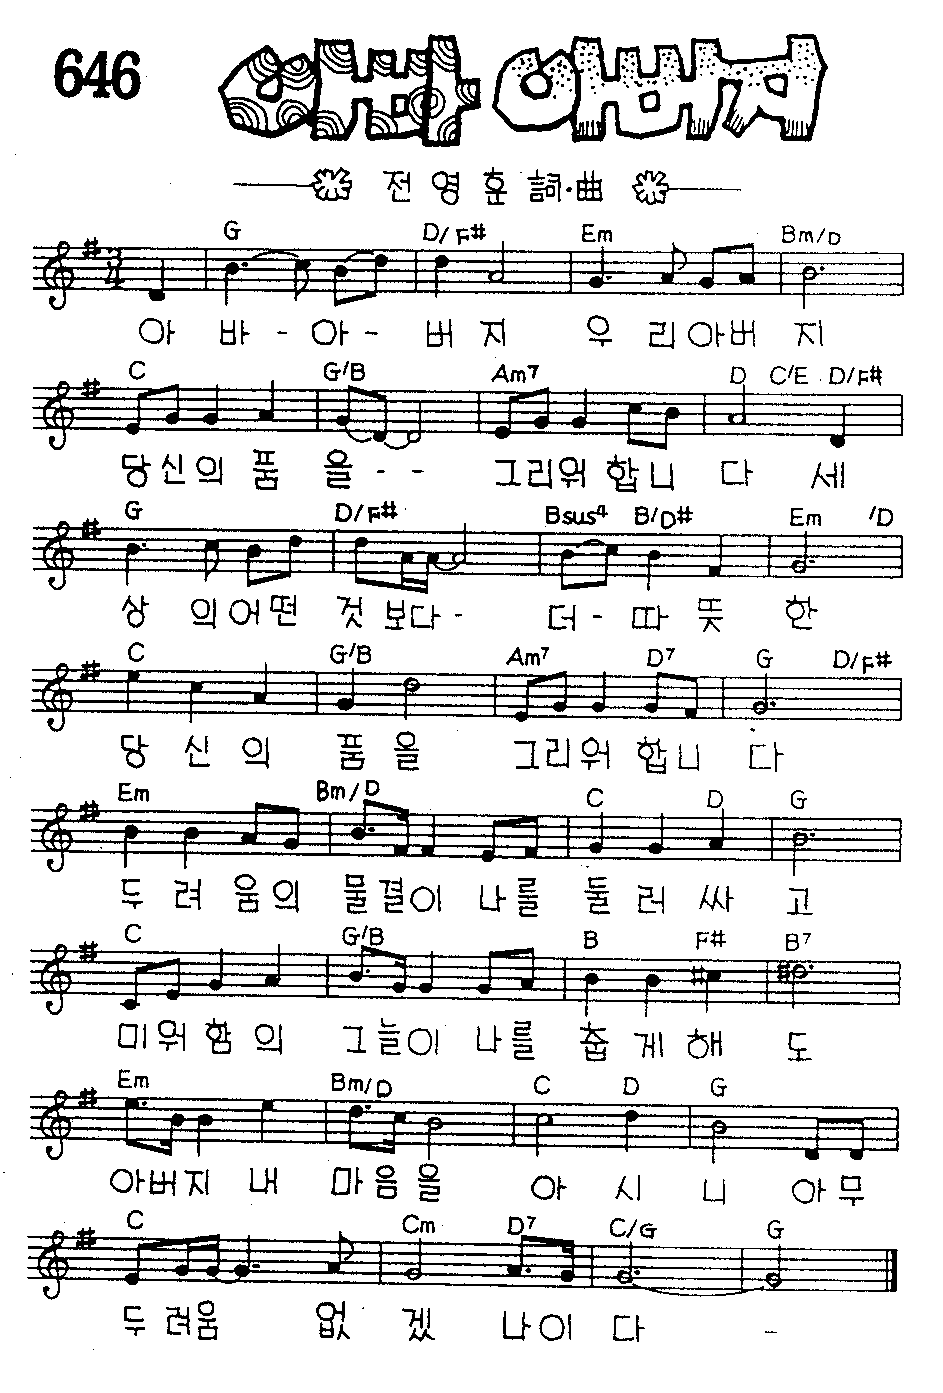 646
아바 아버지
전영훈 詞·曲
G D/F# Em Bm/D
아 바 - 아 - 버 지 우 리 아버 지
C G/B Am7 D C/E D/F#
당신의 품 을 - - 그리워 합니 다 세
G D/F# Bsus4 B/D# Em /D
상 의어떤 것 보다 - 더 - 따 뜻 한
C G/B Am7 D7 G D/F#
당 신 의 품 을 그리워 합니 다
Em Bm/D C D G
두 려 움의 물결이 나를 둘 러 싸 고
C G/B B F# B7
미워 함 의 그늘이 나를 춥 게 해 도
Em Bm/D C D G
아버지 내 마음을 아 시 니 아무
C Cm D7 C/G G
두 려움 없 겠 나이 다 -